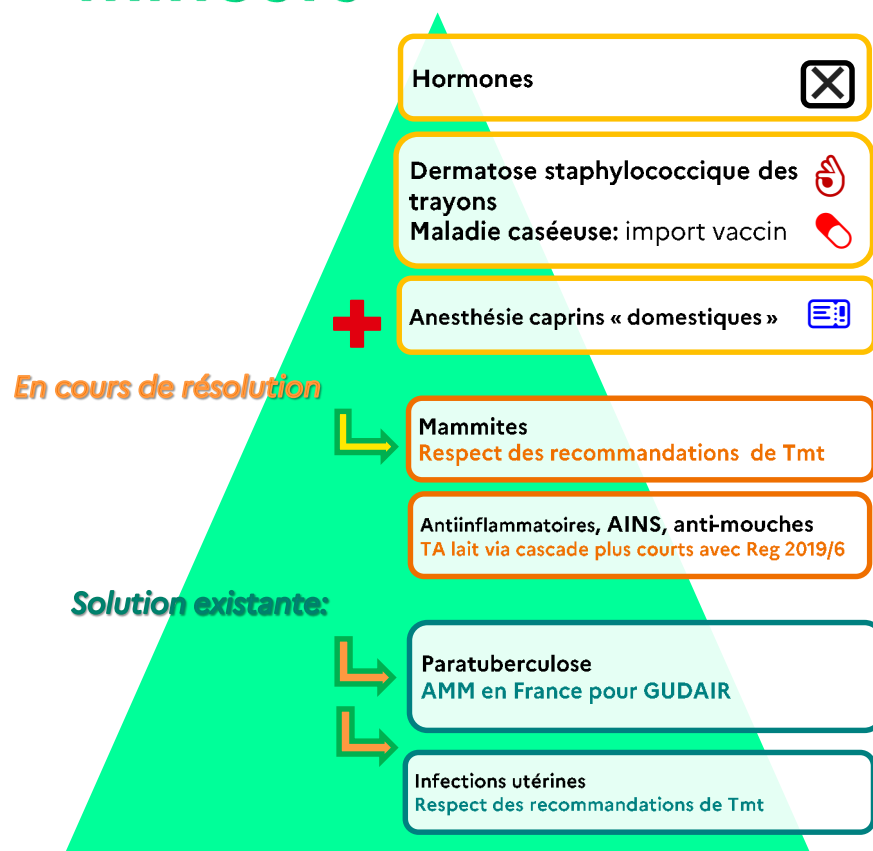 Hormones
Dermatose staphylococcique des
trayons
Maladie caséeuse: import vaccin
Anesthésie caprins « domestiques »
En cours de résolution
Mammites
Respect des recommandations de Tmt
Antiinflammatoires, AINS, anti-mouches
TA lait via cascade plus courts avec Reg 2019/6
Solution existante:
Paratuberculose
AMM en France pour GUDAIR
Infections utérines
Respect des recommandations de Tmt